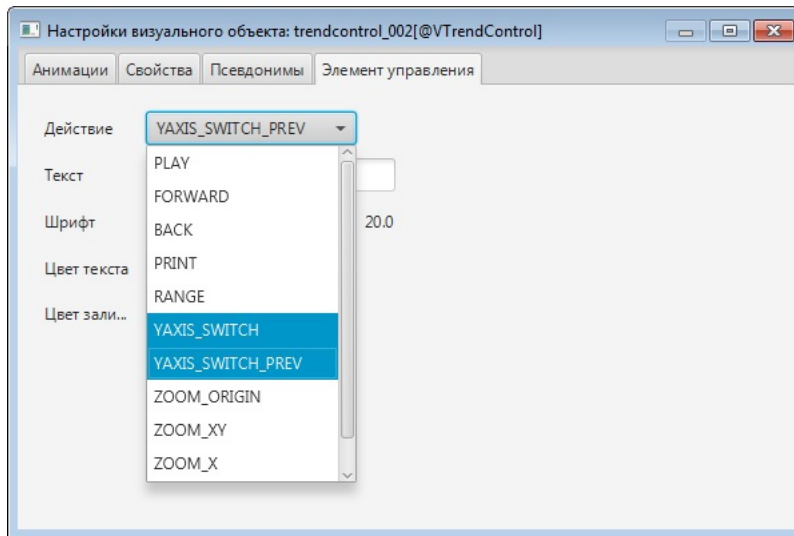 Настройки визуального объекта: trendcontrol_002[@VTrendControl]
Анимации Свойства Псевдонимы Элемент управления
Действие YAXIS_SWITCH_PREV
PLAY
Текст
FORWARD
Шрифт 20.0
BACK
PRINT
Цвет текста
RANGE
Цвет зали...
YAXIS_SWITCH
YAXIS_SWITCH_PREV
ZOOM_ORIGIN
ZOOM_XY
ZOOM_X